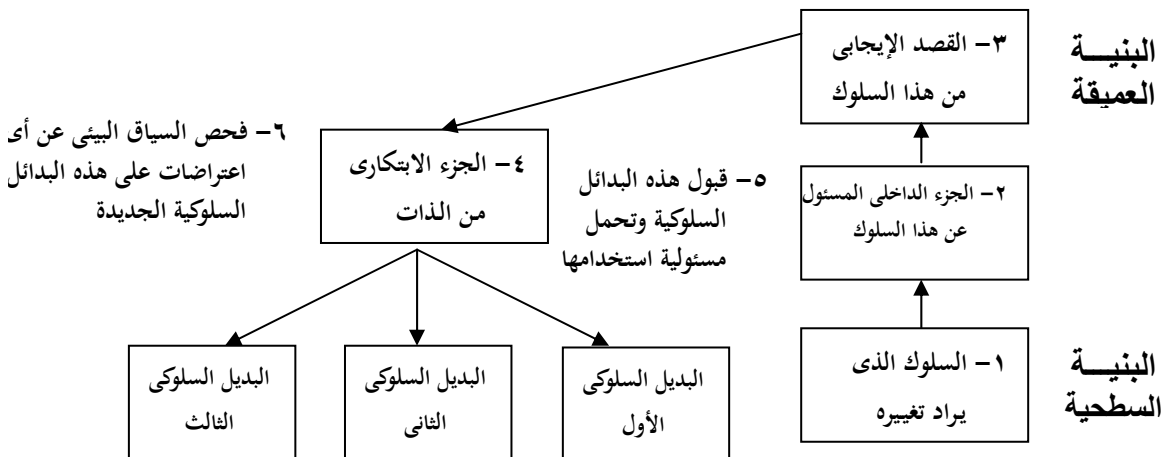 البنيــــة
العميقة
٣- القصد الإيجابى
من هذا السلوك
٦- فحص السياق البيئى عن أى
اعتراضات على هذه البدائل
السلوكية الجديدة
٤- الجزء الابتكارى
من الذات
٥- قبول هذه البدائل
السلوكية وتحمل
مسئولية استخدامها
٢- الجزء الداخلى المسئول
عن هذا السلوك
البنيــــة
السطحية
١- السلوك الذى
يراد تغييره
البديل السلوكى
الأول
البديل السلوكى
الثانى
البديل السلوكى
الثالث